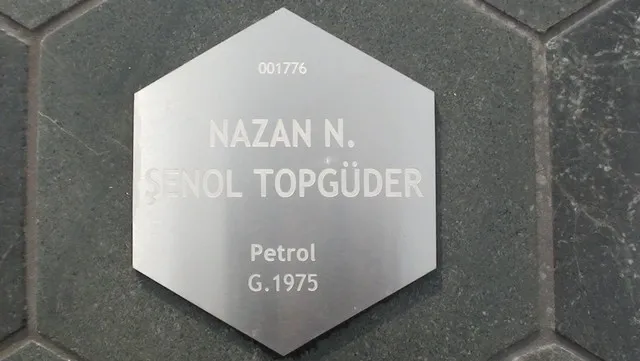 001776
NAZAN N.
ŞENOL TOPGÜDER
Petrol
G.1975